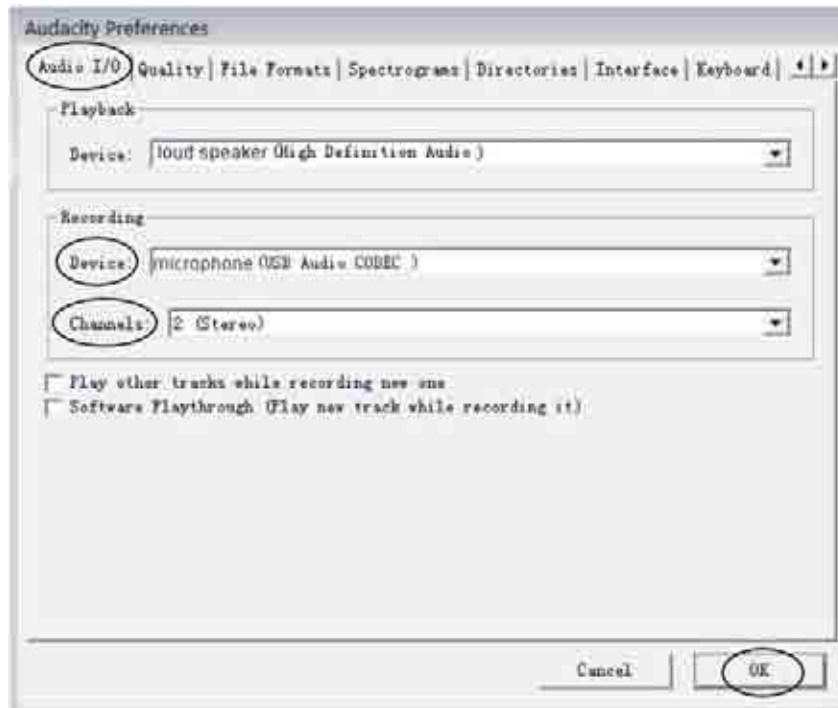 Audacity Preferences
Audio I/O | Quality | File Formats | Spectrograms | Directories | Interface | Keyboard |
Playback
Device: loud speaker (High Definition Audio )
Recording
Device: microphone (USB Audio CODEC )
Channels: 2 (Stereo)
Play other tracks while recording new one
Software Playthrough (Play new track while recording it)
Cancel OK